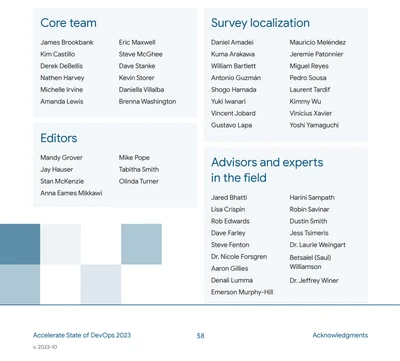 Core team
James Brookbank
Kim Castillo
Derek DeBellis
Nathen Harvey
Michelle Irvine
Amanda Lewis
Eric Maxwell
Steve McGhee
Dave Stanke
Kevin Storer
Daniella Villalba
Brenna Washington
Editors
Mandy Grover
Jay Hauser
Stan McKenzie
Anna Eames Mikkawi
Mike Pope
Tabitha Smith
Olinda Turner
Survey localization
Daniel Amadei
Kuma Arakawa
William Bartlett
Antonio Guzmán
Shogo Hamada
Yuki Iwanari
Vincent Jobard
Gustavo Lapa
Mauricio Meléndez
Jeremie Patonnier
Miguel Reyes
Pedro Sousa
Laurent Tardif
Kimmy Wu
Vinicius Xavier
Yoshi Yamaguchi
Advisors and experts
in the field
Jared Bhatti
Lisa Crispin
Rob Edwards
Dave Farley
Steve Fenton
Dr. Nicole Forsgren
Aaron Gillies
Denali Lumma
Emerson Murphy-Hill
Harini Sampath
Robin Savinar
Dustin Smith
Jess Tsimeris
Dr. Laurie Weingart
Betsalel (Saul)
Williamson
Dr. Jeffrey Winer
Accelerate State of DevOps 2023
58
Acknowledgments
v. 2023-10